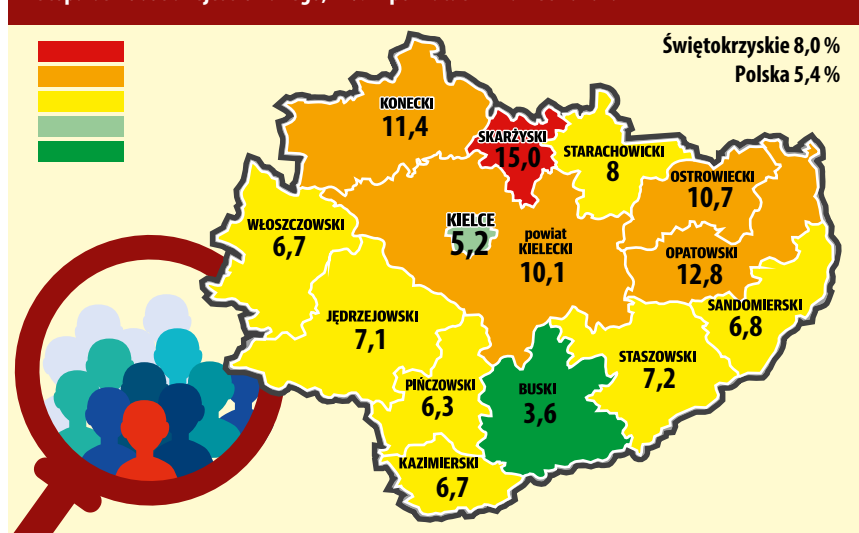 Świętokrzyskie 8,0 %
Polska 5,4 %
KONECKI
11,4
SKARŻYSKI
15,0
STARACHOWICKI
8
OSTROWIECKI
10,7
WŁOSZCZOWSKI
6,7
KIELCE
5,2
powiat
KIELECKI
10,1
OPATOWSKI
12,8
SANDOMIERSKI
6,8
JĘDRZEJOWSKI
7,1
STASZOWSKI
7,2
PIŃCZOWSKI
6,3
BUSKI
3,6
KAZIMIERSKI
6,7